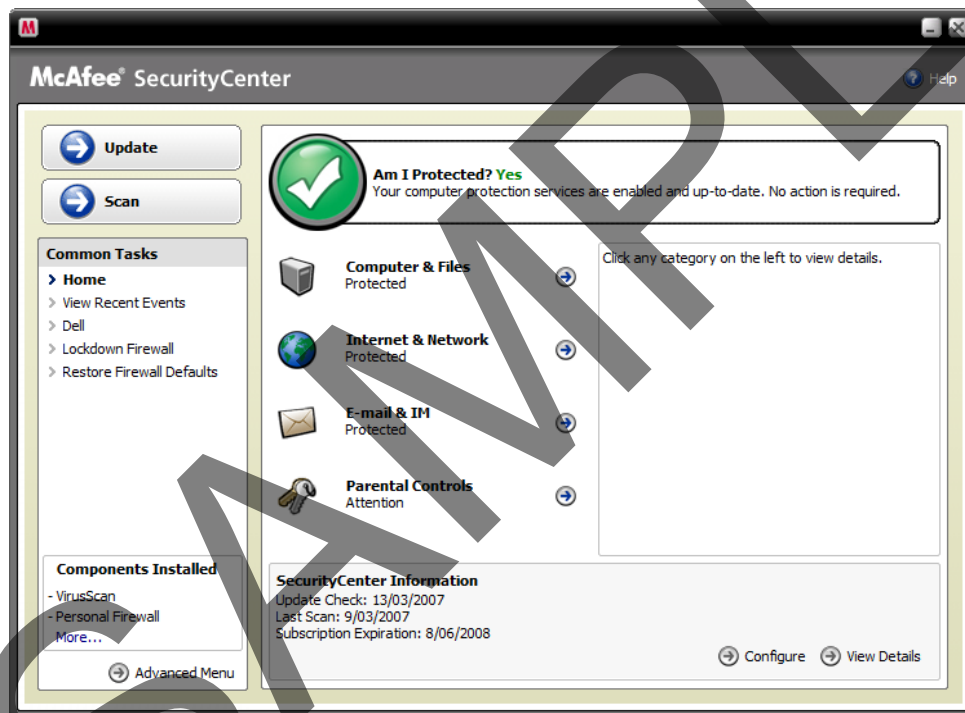 McAfee® SecurityCenter
Help
Update
Scan
Common Tasks
Home
View Recent Events
Dell
Lockdown Firewall
Restore Firewall Defaults
Components Installed
- VirusScan
- Personal Firewall
More...
Advanced Menu
Am I Protected? Yes
Your computer protection services are enabled and up-to-date. No action is required.
Computer & Files
Protected
Internet & Network
Protected
E-mail & IM
Protected
Parental Controls
Attention
Click any category on the left to view details.
SecurityCenter Information
Update Check: 13/03/2007
Last Scan: 9/03/2007
Subscription Expiration: 8/06/2008
Configure
View Details
SAMPLE